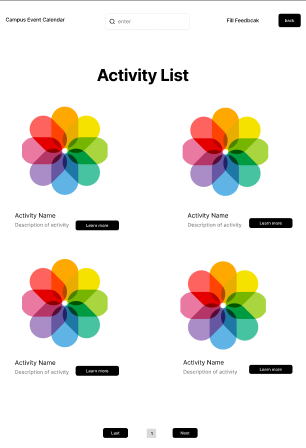 Campus Event Calendar
enter
Fill Feedbcak
back
Activity List
Activity Name
Description of activity
Learn more
Activity Name
Description of activity
Learn more
Activity Name
Description of activity
Learn more
Activity Name
Description of activity
Learn more
Last
1
Next